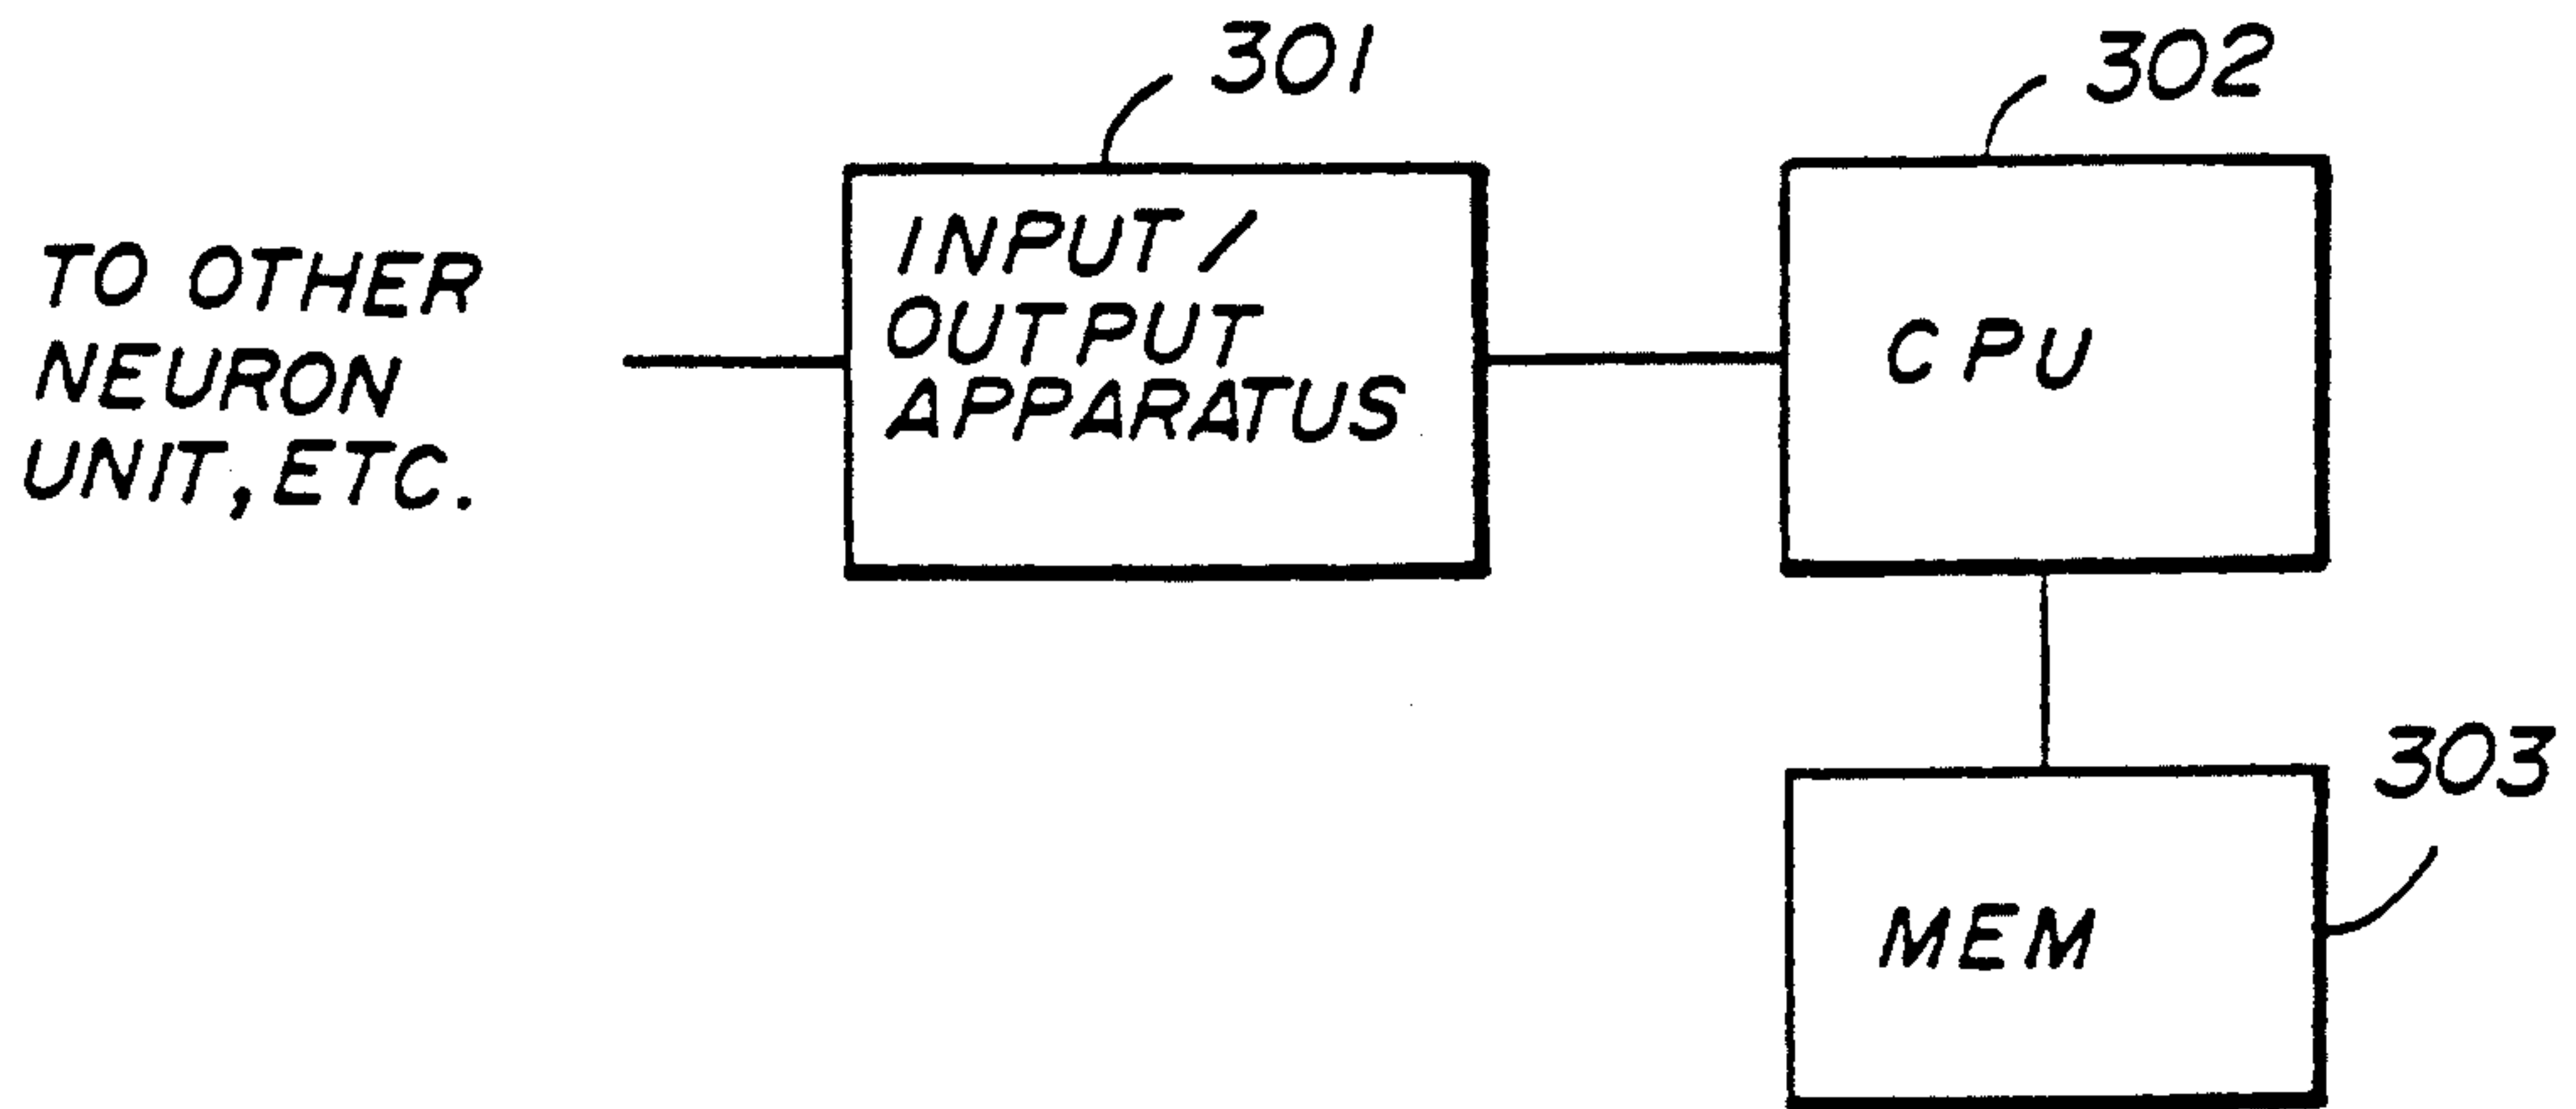 301
302
TO OTHER
NEURON
UNIT, ETC.
INPUT /
OUTPUT
APPARATUS
CPU
303
MEM